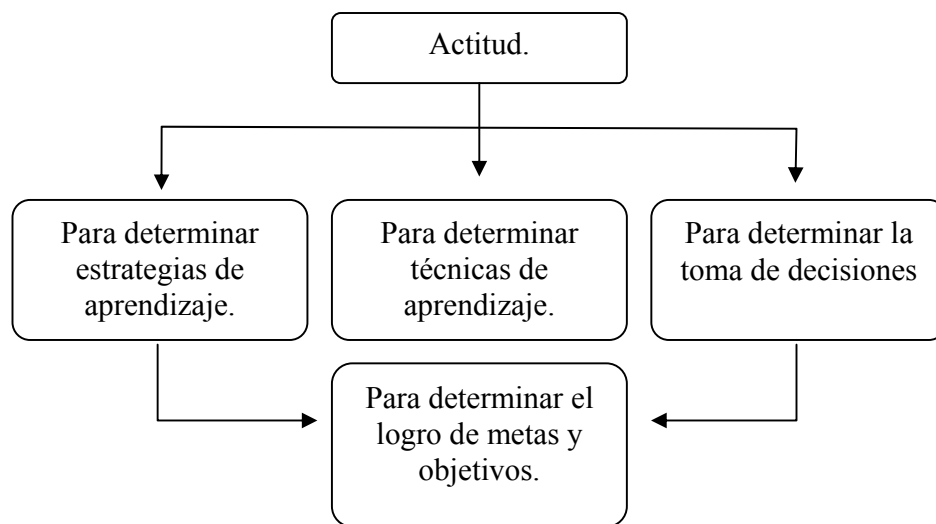 Actitud.
Para determinar
estrategias de
aprendizaje.
Para determinar
técnicas de
aprendizaje.
Para determinar la
toma de decisiones
Para determinar el
logro de metas y
objetivos.